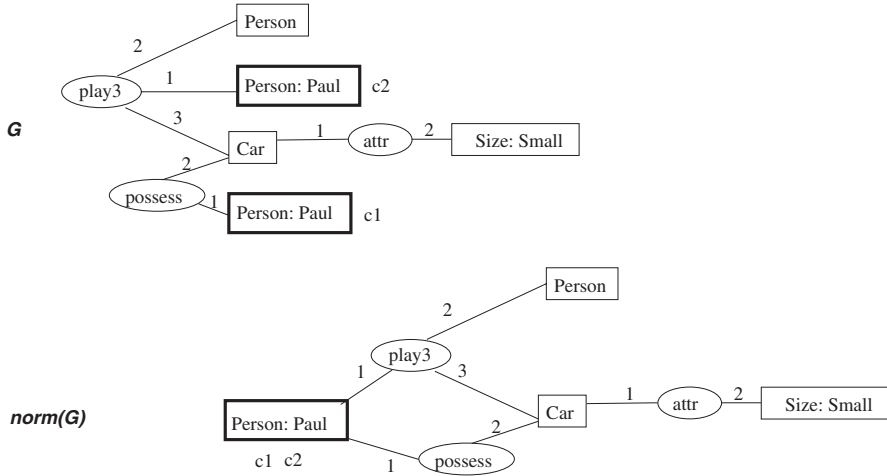 Person
2
play3
1
Person: Paul
c2
G
3
Car
1
attr
2
Size: Small
2
possess
1
Person: Paul
c1
Person
2
play3
1
3
norm(G)
Person: Paul
Car
1
attr
2
Size: Small
2
c1 c2
1
possess